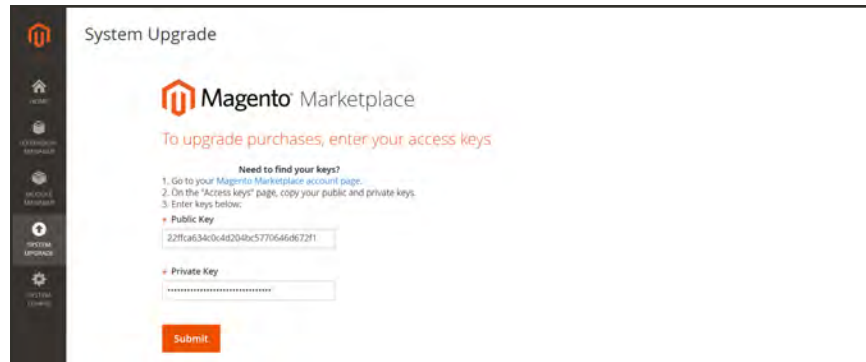 System Upgrade
Magento Marketplace
To upgrade purchases, enter your access keys
Need to find your keys?
1. Go to your Magento Marketplace account page.
2. On the "Access keys" page, copy your public and private keys.
3. Enter keys below:
* Public Key
22ffca634c0c4d204bc5770646d672f1
* Private Key
Submit
HOME
EXTENSION MANAGER
MODULE MANAGER
SYSTEM UPGRADE
SYSTEM CONFIG